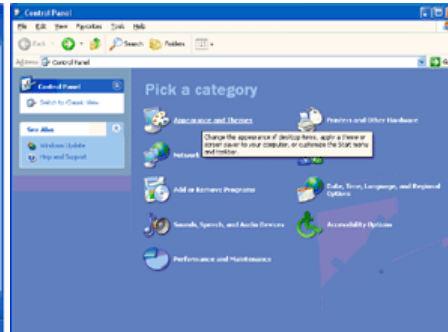 Control Panel
File Edit View Favorites Tools Help
Back Search Folders
Address Control Panel
Control Panel
Switch to Classic View
See Also
Windows Update
Help and Support
Pick a category
Appearance and Themes
Printers and Other Hardware
Change the appearance of desktop items, apply a theme or
screen saver to your computer, or customize the Start menu
and taskbar.
Network
Add or Remove Programs
Date, Time, Language, and Regional
Options
Sounds, Speech, and Audio Devices
Accessibility Options
Performance and Maintenance